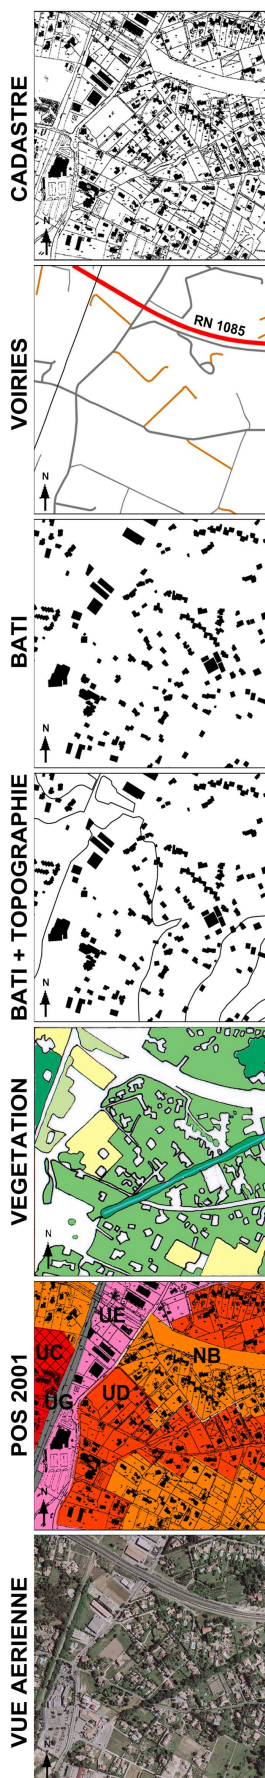 CADASTRE
N
VOIRIES
RN 1085
N
BATI
N
BATI + TOPOGRAPHIE
N
VEGETATION
N
POS 2001
UE
UC
NB
UD
UG
N
VUE AERIENNE
N